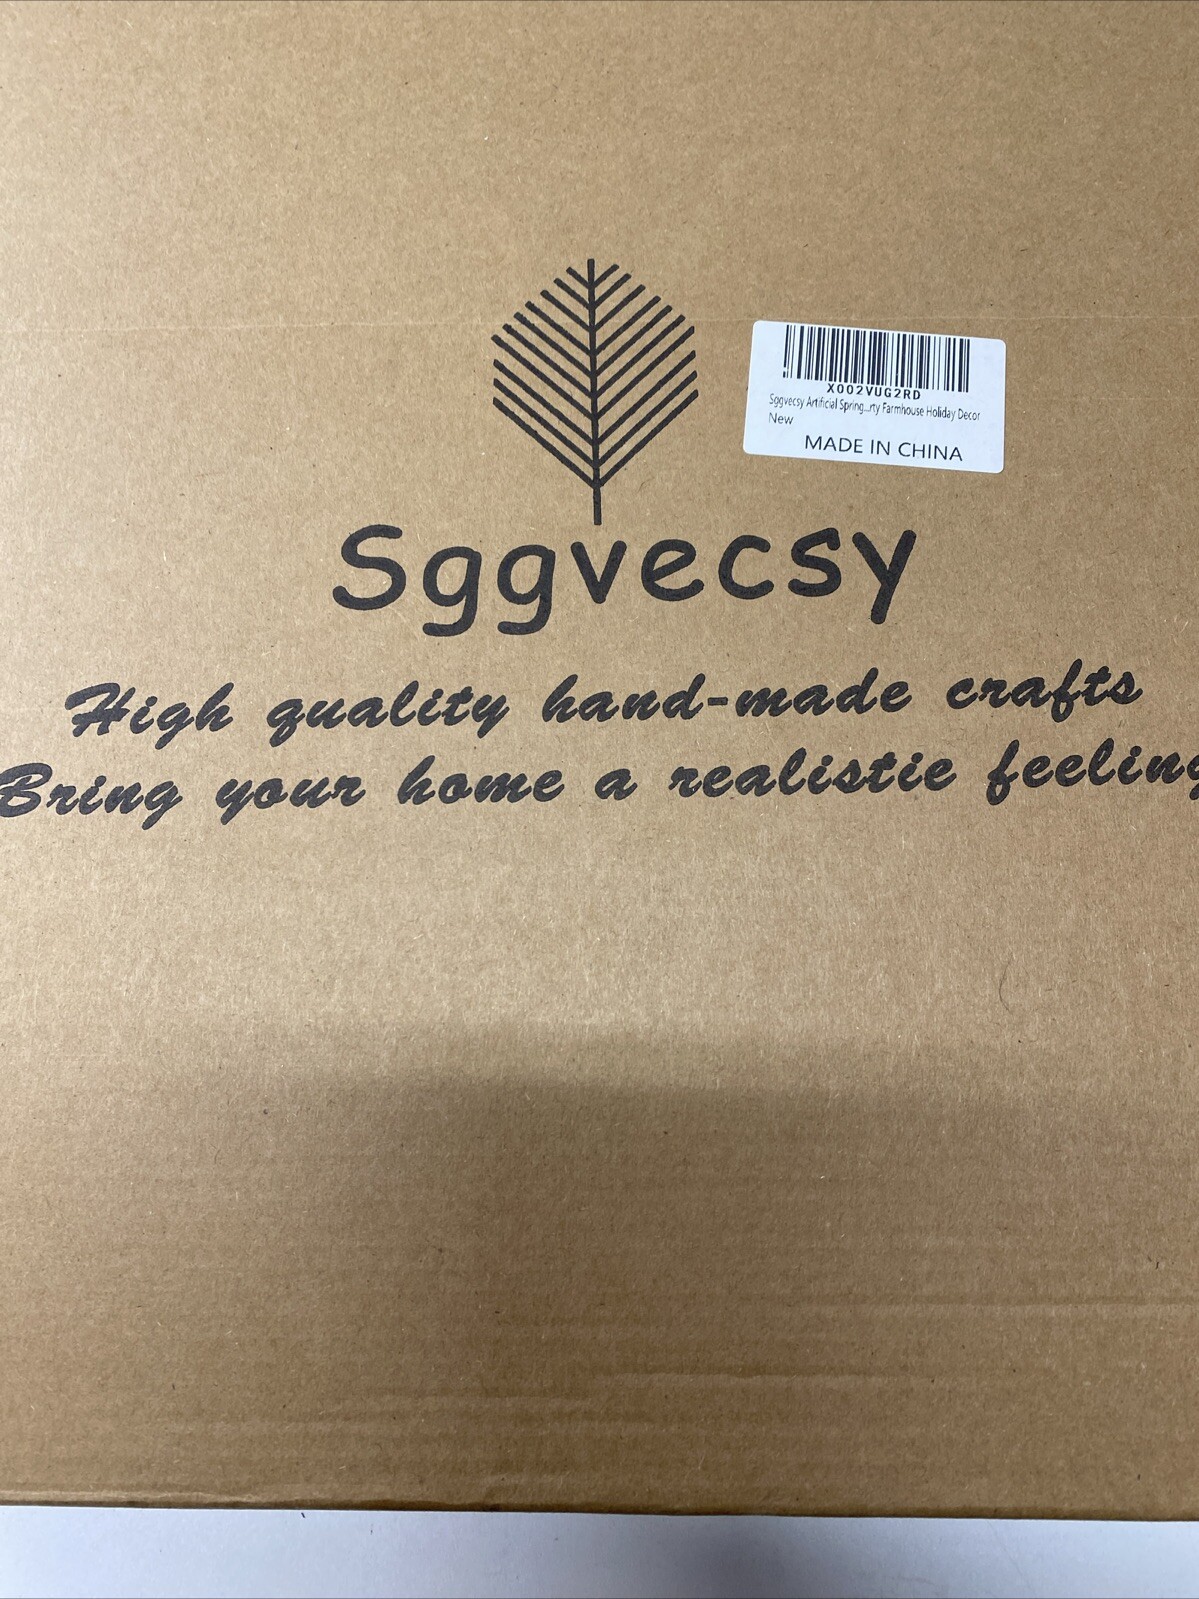 X002VUG2RD
Sggvecsy Artificial Spring...rty Farmhouse Holiday Decor
New
MADE IN CHINA
Sggvecsy
High quality hand-made crafts
Bring your home a realistic feeling